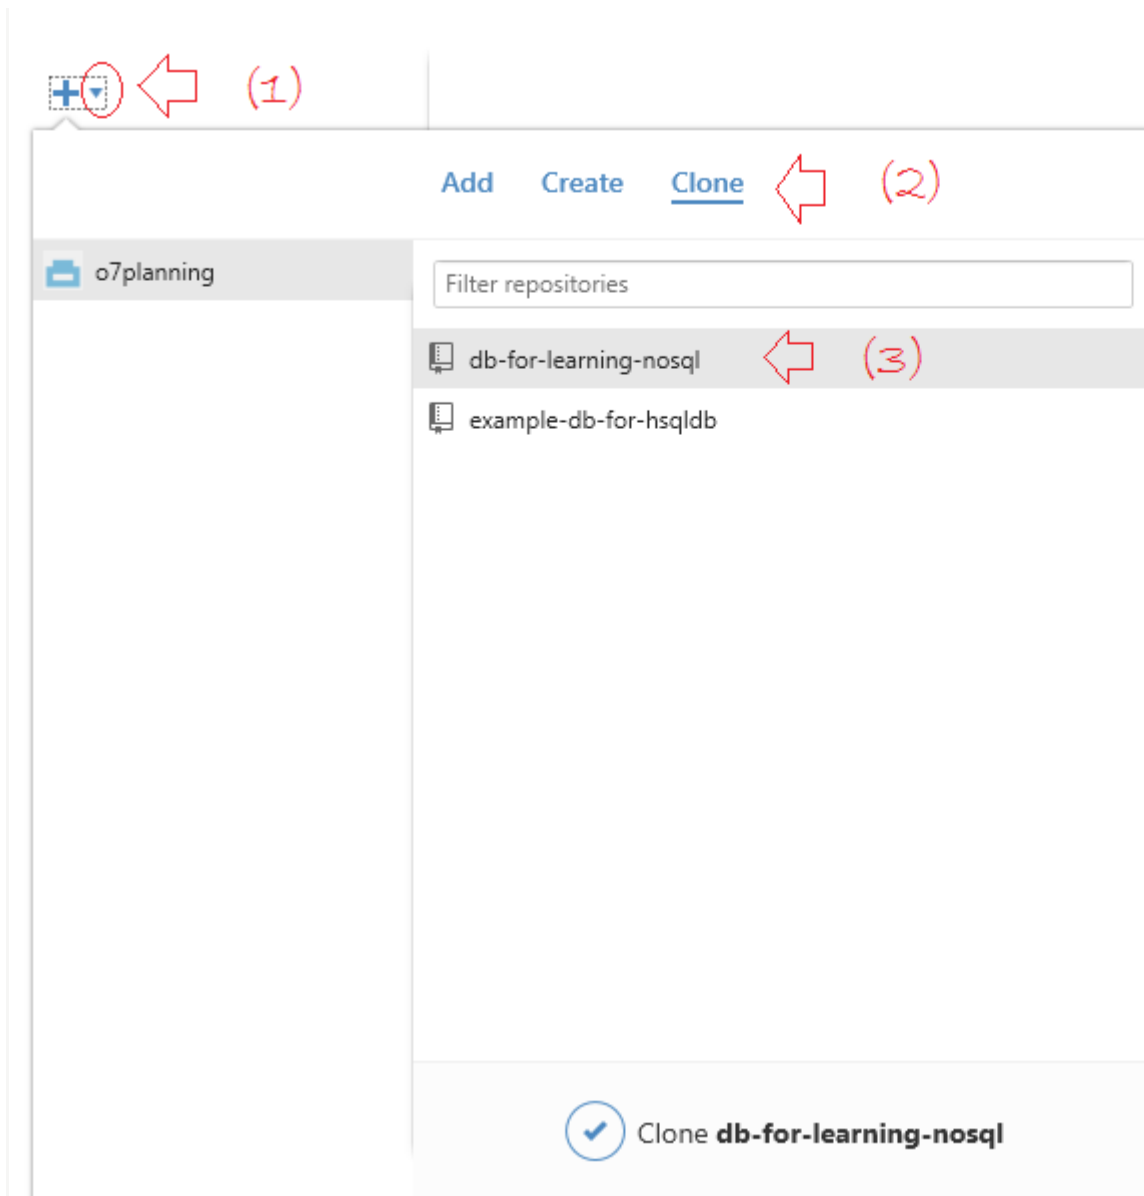 (1)
Add Create Clone (2)
o7planning
Filter repositories
db-for-learning-nosql (3)
example-db-for-hsqldb
Clone db-for-learning-nosql